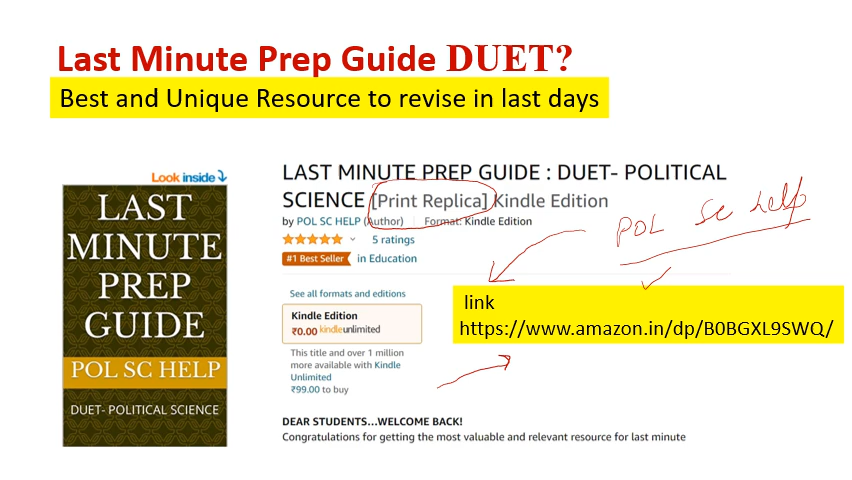 Last Minute Prep Guide DUET?
Best and Unique Resource to revise in last days
Look inside
LAST
MINUTE
PREP
GUIDE
POL SC HELP
DUET- POLITICAL SCIENCE
LAST MINUTE PREP GUIDE : DUET- POLITICAL
SCIENCE [Print Replica] Kindle Edition
by POL SC HELP (Author) Format: Kindle Edition
5 ratings
#1 Best Seller in Education
POL Sc help
See all formats and editions
Kindle Edition
₹0.00 kindleunlimited
This title and over 1 million
more available with Kindle
Unlimited
₹99.00 to buy
link
https://www.amazon.in/dp/B0BGXL9SWQ/
DEAR STUDENTS...WELCOME BACK!
Congratulations for getting the most valuable and relevant resource for last minute